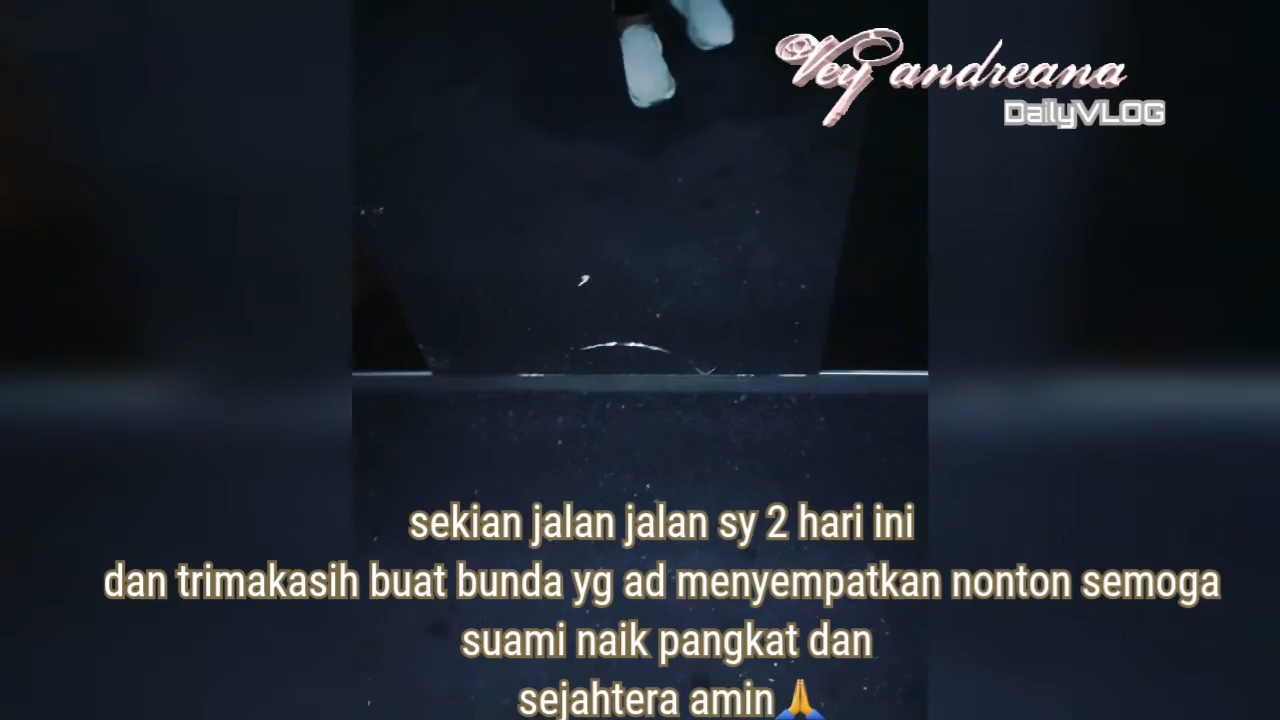 Vey andreana
DailyVLOG
sekian jalan jalan sy 2 hari ini
dan trimakasih buat bunda yg ad menyempatkan nonton semoga
suami naik pangkat dan
sejahtera amin🙏